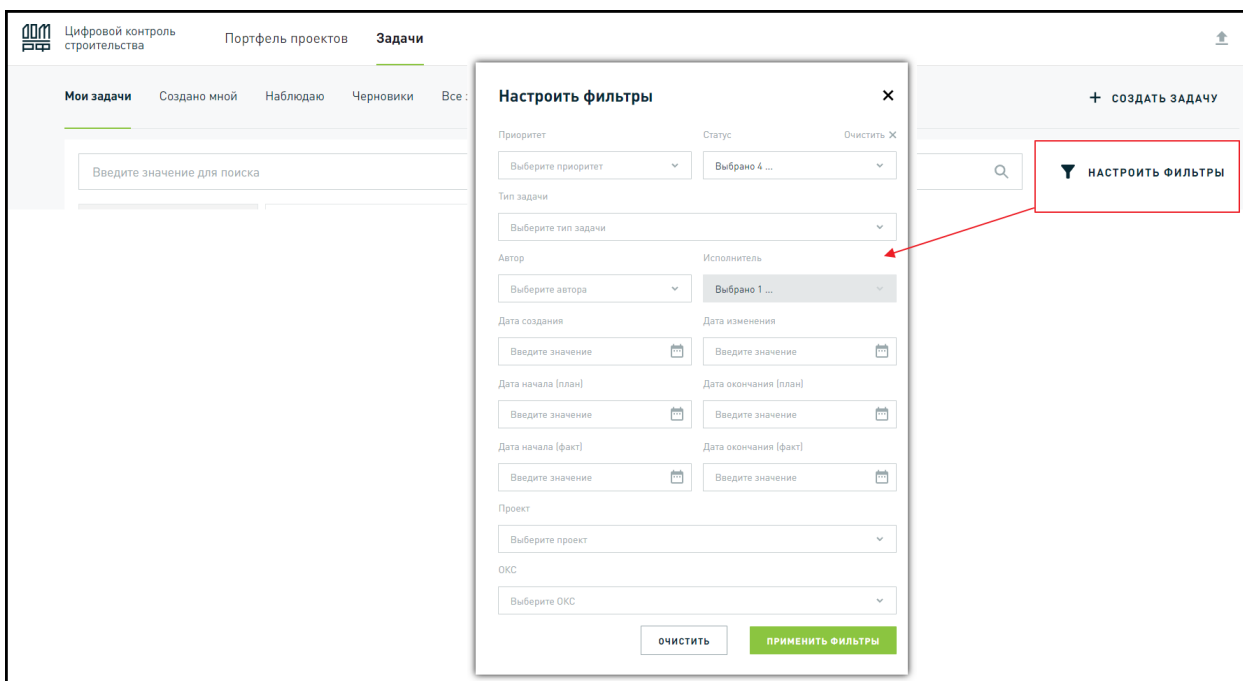 ДОМ
РФ
Цифровой контроль
строительства
Портфель проектов
Задачи
Мои задачи
Создано мной
Наблюдаю
Черновики
Все
+ СОЗДАТЬ ЗАДАЧУ
Введите значение для поиска
НАСТРОИТЬ ФИЛЬТРЫ
Настроить фильтры
Приоритет
Статус
Очистить
Выберите приоритет
Выбрано 4 ...
Тип задачи
Выберите тип задачи
Автор
Исполнитель
Выберите автора
Выбрано 1 ...
Дата создания
Дата изменения
Введите значение
Введите значение
Дата начала (план)
Дата окончания (план)
Введите значение
Введите значение
Дата начала (факт)
Дата окончания (факт)
Введите значение
Введите значение
Проект
Выберите проект
ОКС
Выберите ОКС
ОЧИСТИТЬ
ПРИМЕНИТЬ ФИЛЬТРЫ